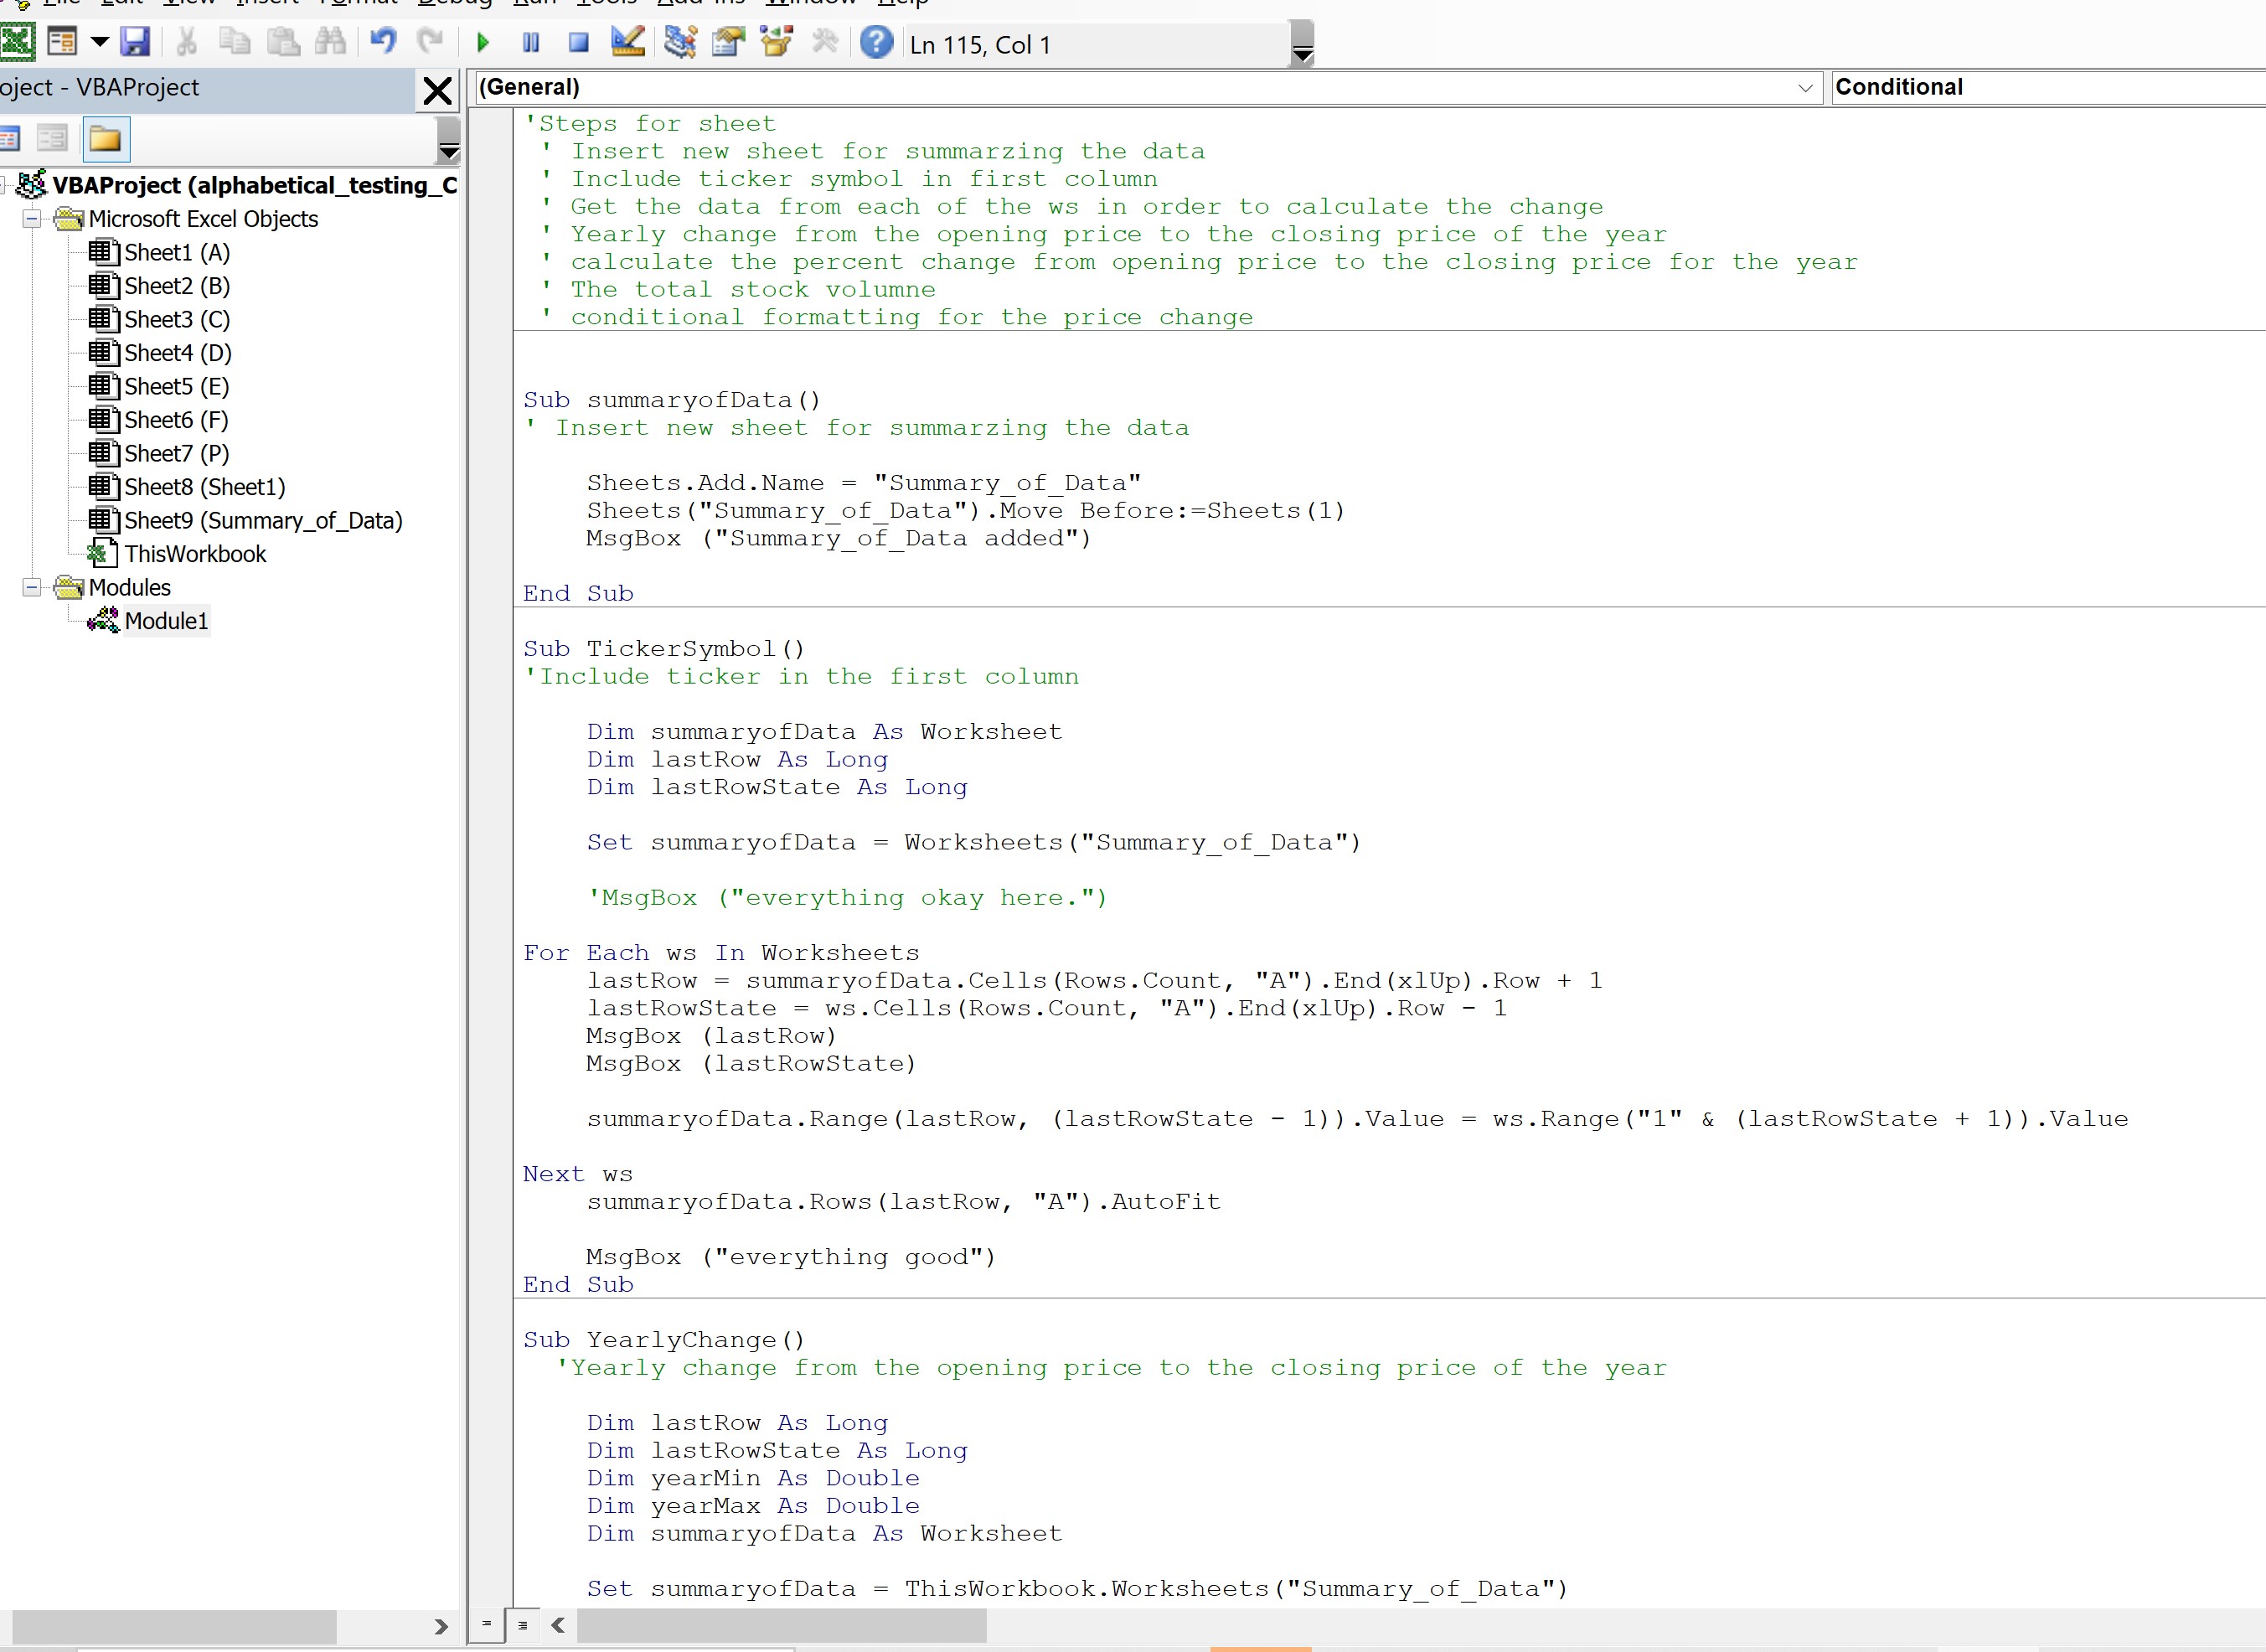 File Edit View Insert Format Debug Run Tools Add-Ins Window Help
Ln 115, Col 1
oject - VBAProject
(General)
Conditional
VBAProject (alphabetical_testing_C
Microsoft Excel Objects
Sheet1 (A)
Sheet2 (B)
Sheet3 (C)
Sheet4 (D)
Sheet5 (E)
Sheet6 (F)
Sheet7 (P)
Sheet8 (Sheet1)
Sheet9 (Summary_of_Data)
ThisWorkbook
Modules
Module1
'Steps for sheet
' Insert new sheet for summarzing the data
' Include ticker symbol in first column
' Get the data from each of the ws in order to calculate the change
' Yearly change from the opening price to the closing price of the year
' calculate the percent change from opening price to the closing price for the year
' The total stock volumne
' conditional formatting for the price change
Sub summaryofData()
' Insert new sheet for summarzing the data
Sheets.Add.Name = "Summary_of_Data"
Sheets("Summary_of_Data").Move Before:=Sheets(1)
MsgBox ("Summary_of_Data added")
End Sub
Sub TickerSymbol()
'Include ticker in the first column
Dim summaryofData As Worksheet
Dim lastRow As Long
Dim lastRowState As Long
Set summaryofData = Worksheets("Summary_of_Data")
'MsgBox ("everything okay here.")
For Each ws In Worksheets
lastRow = summaryofData.Cells(Rows.Count, "A").End(xlUp).Row + 1
lastRowState = ws.Cells(Rows.Count, "A").End(xlUp).Row - 1
MsgBox (lastRow)
MsgBox (lastRowState)
summaryofData.Range(lastRow, (lastRowState - 1)).Value = ws.Range("1" & (lastRowState + 1)).Value
Next ws
summaryofData.Rows(lastRow, "A").AutoFit
MsgBox ("everything good")
End Sub
Sub YearlyChange()
'Yearly change from the opening price to the closing price of the year
Dim lastRow As Long
Dim lastRowState As Long
Dim yearMin As Double
Dim yearMax As Double
Dim summaryofData As Worksheet
Set summaryofData = ThisWorkbook.Worksheets("Summary_of_Data")